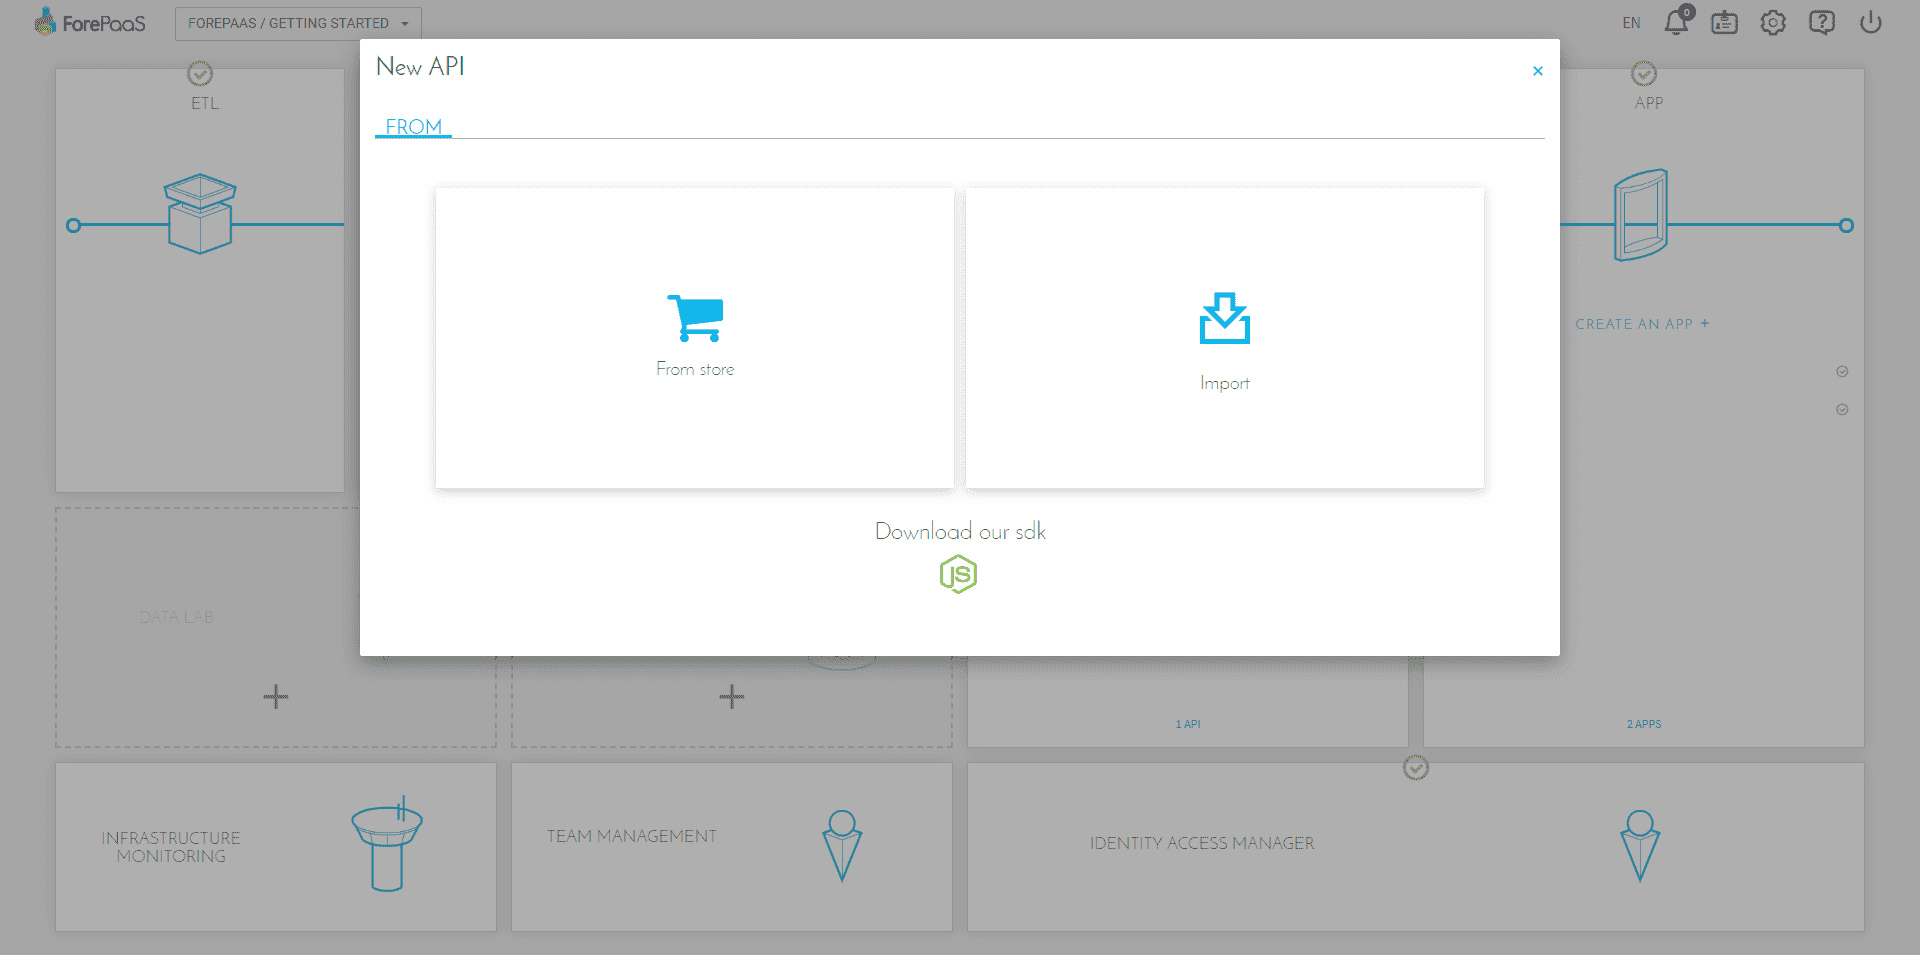 ForePaaS
FOREPAAS / GETTING STARTED
EN
0
New API
×
FROM
ETL
APP
From store
Import
CREATE AN APP +
Download our sdk
JS
DATA LAB
1 API
2 APPS
INFRASTRUCTURE
MONITORING
TEAM MANAGEMENT
IDENTITY ACCESS MANAGER